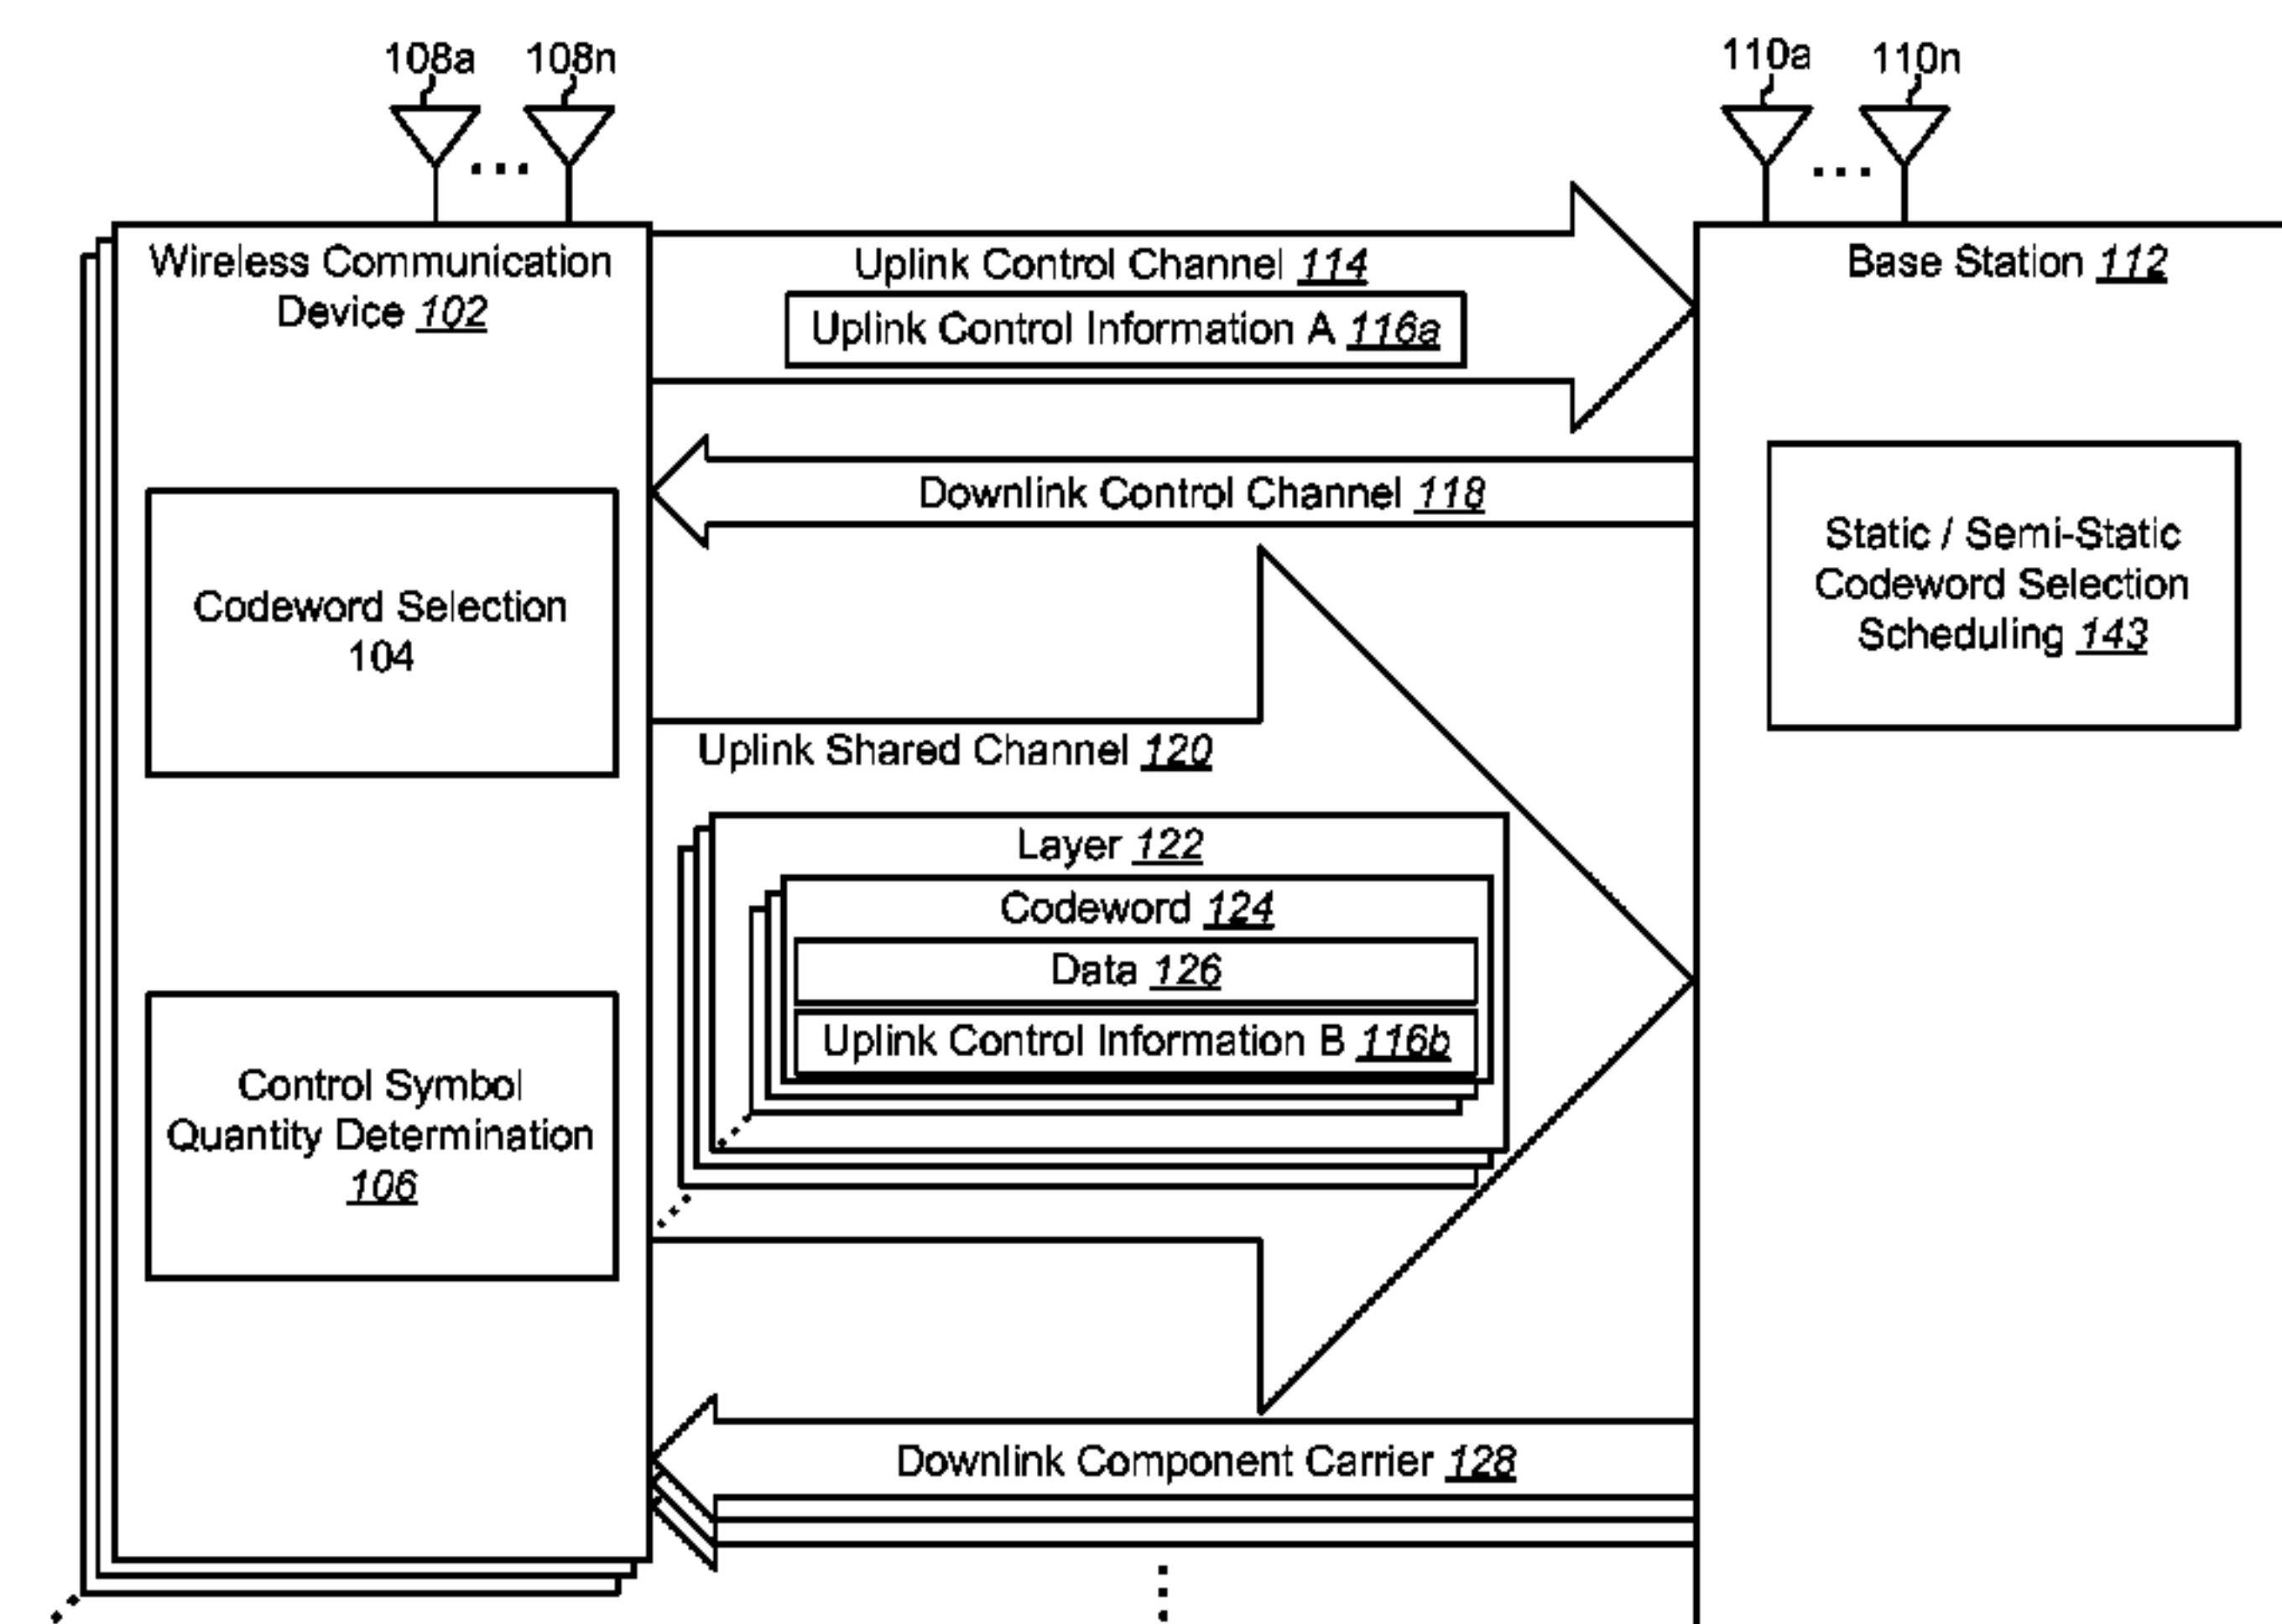 108a 108n
110a 110n
Wireless Communication
Device 102
Codeword Selection
104
Control Symbol
Quantity Determination
106
Uplink Control Channel 114
Uplink Control Information A 116a
Downlink Control Channel 118
Uplink Shared Channel 120
Layer 122
Codeword 124
Data 126
Uplink Control Information B 116b
Downlink Component Carrier 128
Base Station 112
Static / Semi-Static
Codeword Selection
Scheduling 143